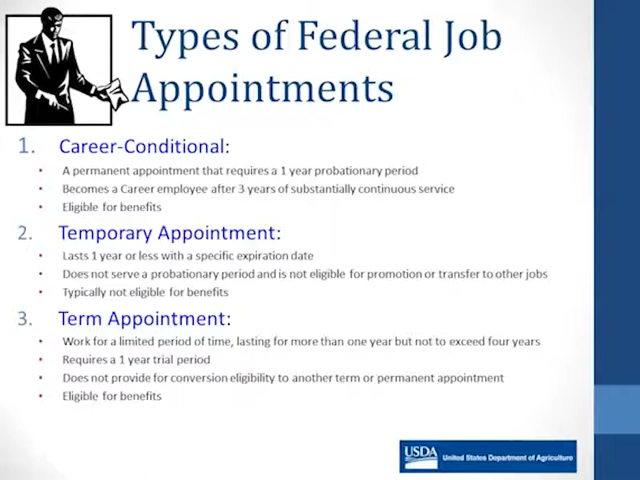 Types of Federal Job
Appointments
1. Career-Conditional:
• A permanent appointment that requires a 1 year probationary period
• Becomes a Career employee after 3 years of substantially continuous service
• Eligible for benefits
2. Temporary Appointment:
• Lasts 1 year or less with a specific expiration date
• Does not serve a probationary period and is not eligible for promotion or transfer to other jobs
• Typically not eligible for benefits
3. Term Appointment:
• Work for a limited period of time, lasting for more than one year but not to exceed four years
• Requires a 1 year trial period
• Does not provide for conversion eligibility to another term or permanent appointment
• Eligible for benefits
USDA United States Department of Agriculture